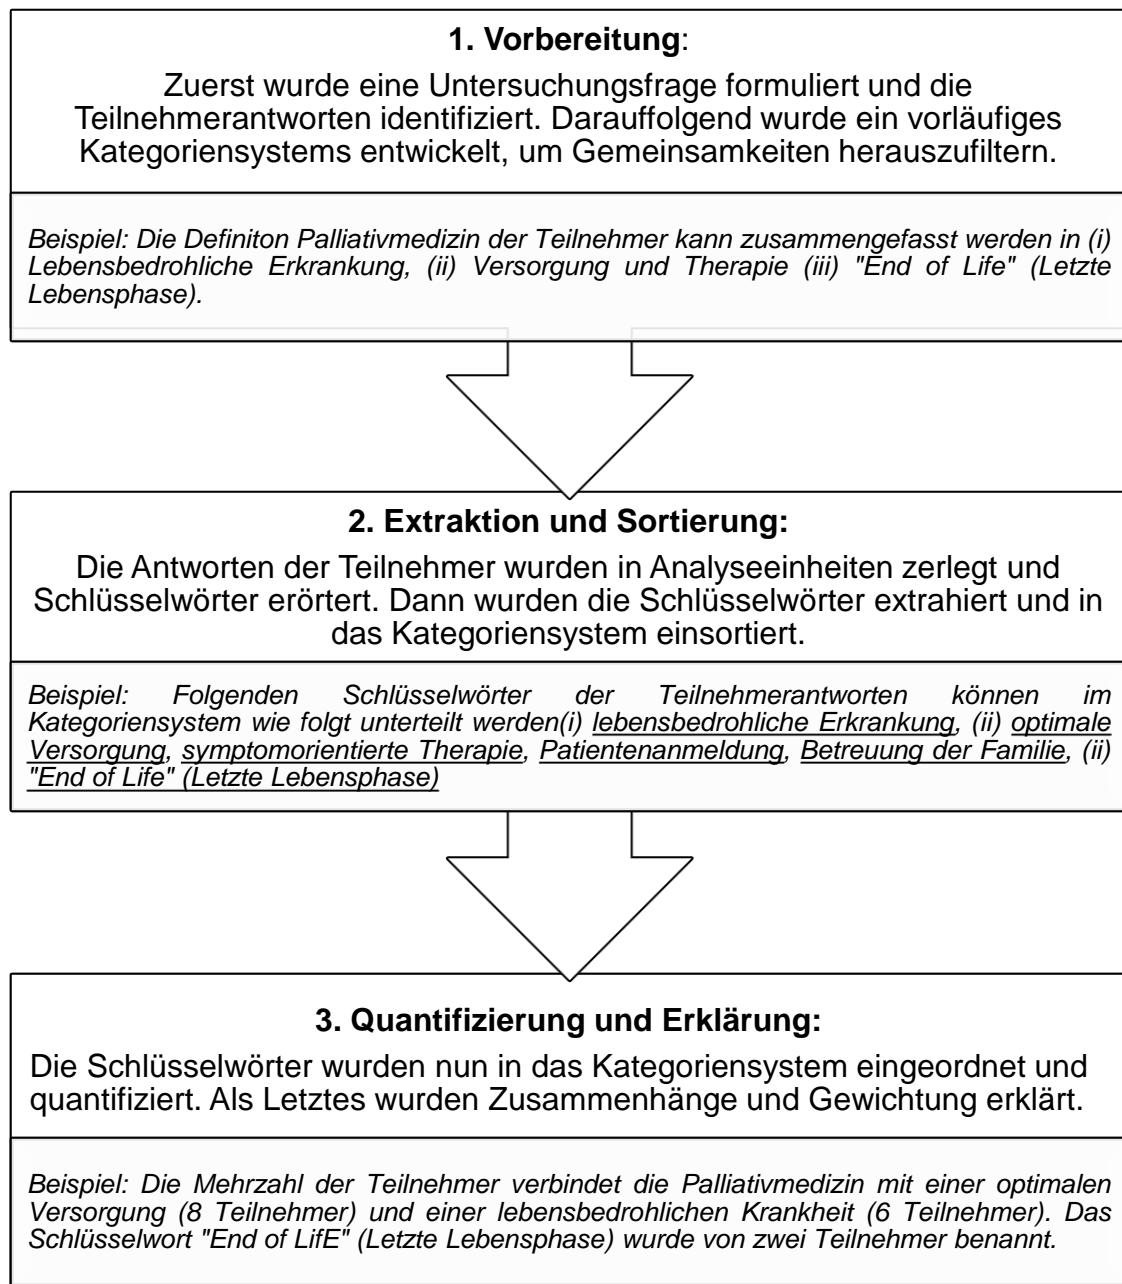 1. Vorbereitung:
Zuerst wurde eine Untersuchungsfrage formuliert und die
Teilnehmerantworten identifiziert. Darauffolgend wurde ein vorläufiges
Kategoriensystems entwickelt, um Gemeinsamkeiten herauszufiltern.
Beispiel: Die Definiton Palliativmedizin der Teilnehmer kann zusammengefasst werden in (i)
Lebensbedrohliche Erkrankung, (ii) Versorgung und Therapie (iii) "End of Life" (Letzte
Lebensphase).
2. Extraktion und Sortierung:
Die Antworten der Teilnehmer wurden in Analyseeinheiten zerlegt und
Schlüsselwörter erörtert. Dann wurden die Schlüsselwörter extrahiert und in
das Kategoriensystem einsortiert.
Beispiel: Folgenden Schlüsselwörter der Teilnehmerantworten können im
Kategoriensystem wie folgt unterteilt werden(i) lebensbedrohliche Erkrankung, (ii) optimale
Versorgung, symptomorientierte Therapie, Patientenanmeldung, Betreuung der Familie, (ii)
"End of Life" (Letzte Lebensphase)
3. Quantifizierung und Erklärung:
Die Schlüsselwörter wurden nun in das Kategoriensystem eingeordnet und
quantifiziert. Als Letztes wurden Zusammenhänge und Gewichtung erklärt.
Beispiel: Die Mehrzahl der Teilnehmer verbindet die Palliativmedizin mit einer optimalen
Versorgung (8 Teilnehmer) und einer lebensbedrohlichen Krankheit (6 Teilnehmer). Das
Schlüsselwort "End of LifE" (Letzte Lebensphase) wurde von zwei Teilnehmer benannt.